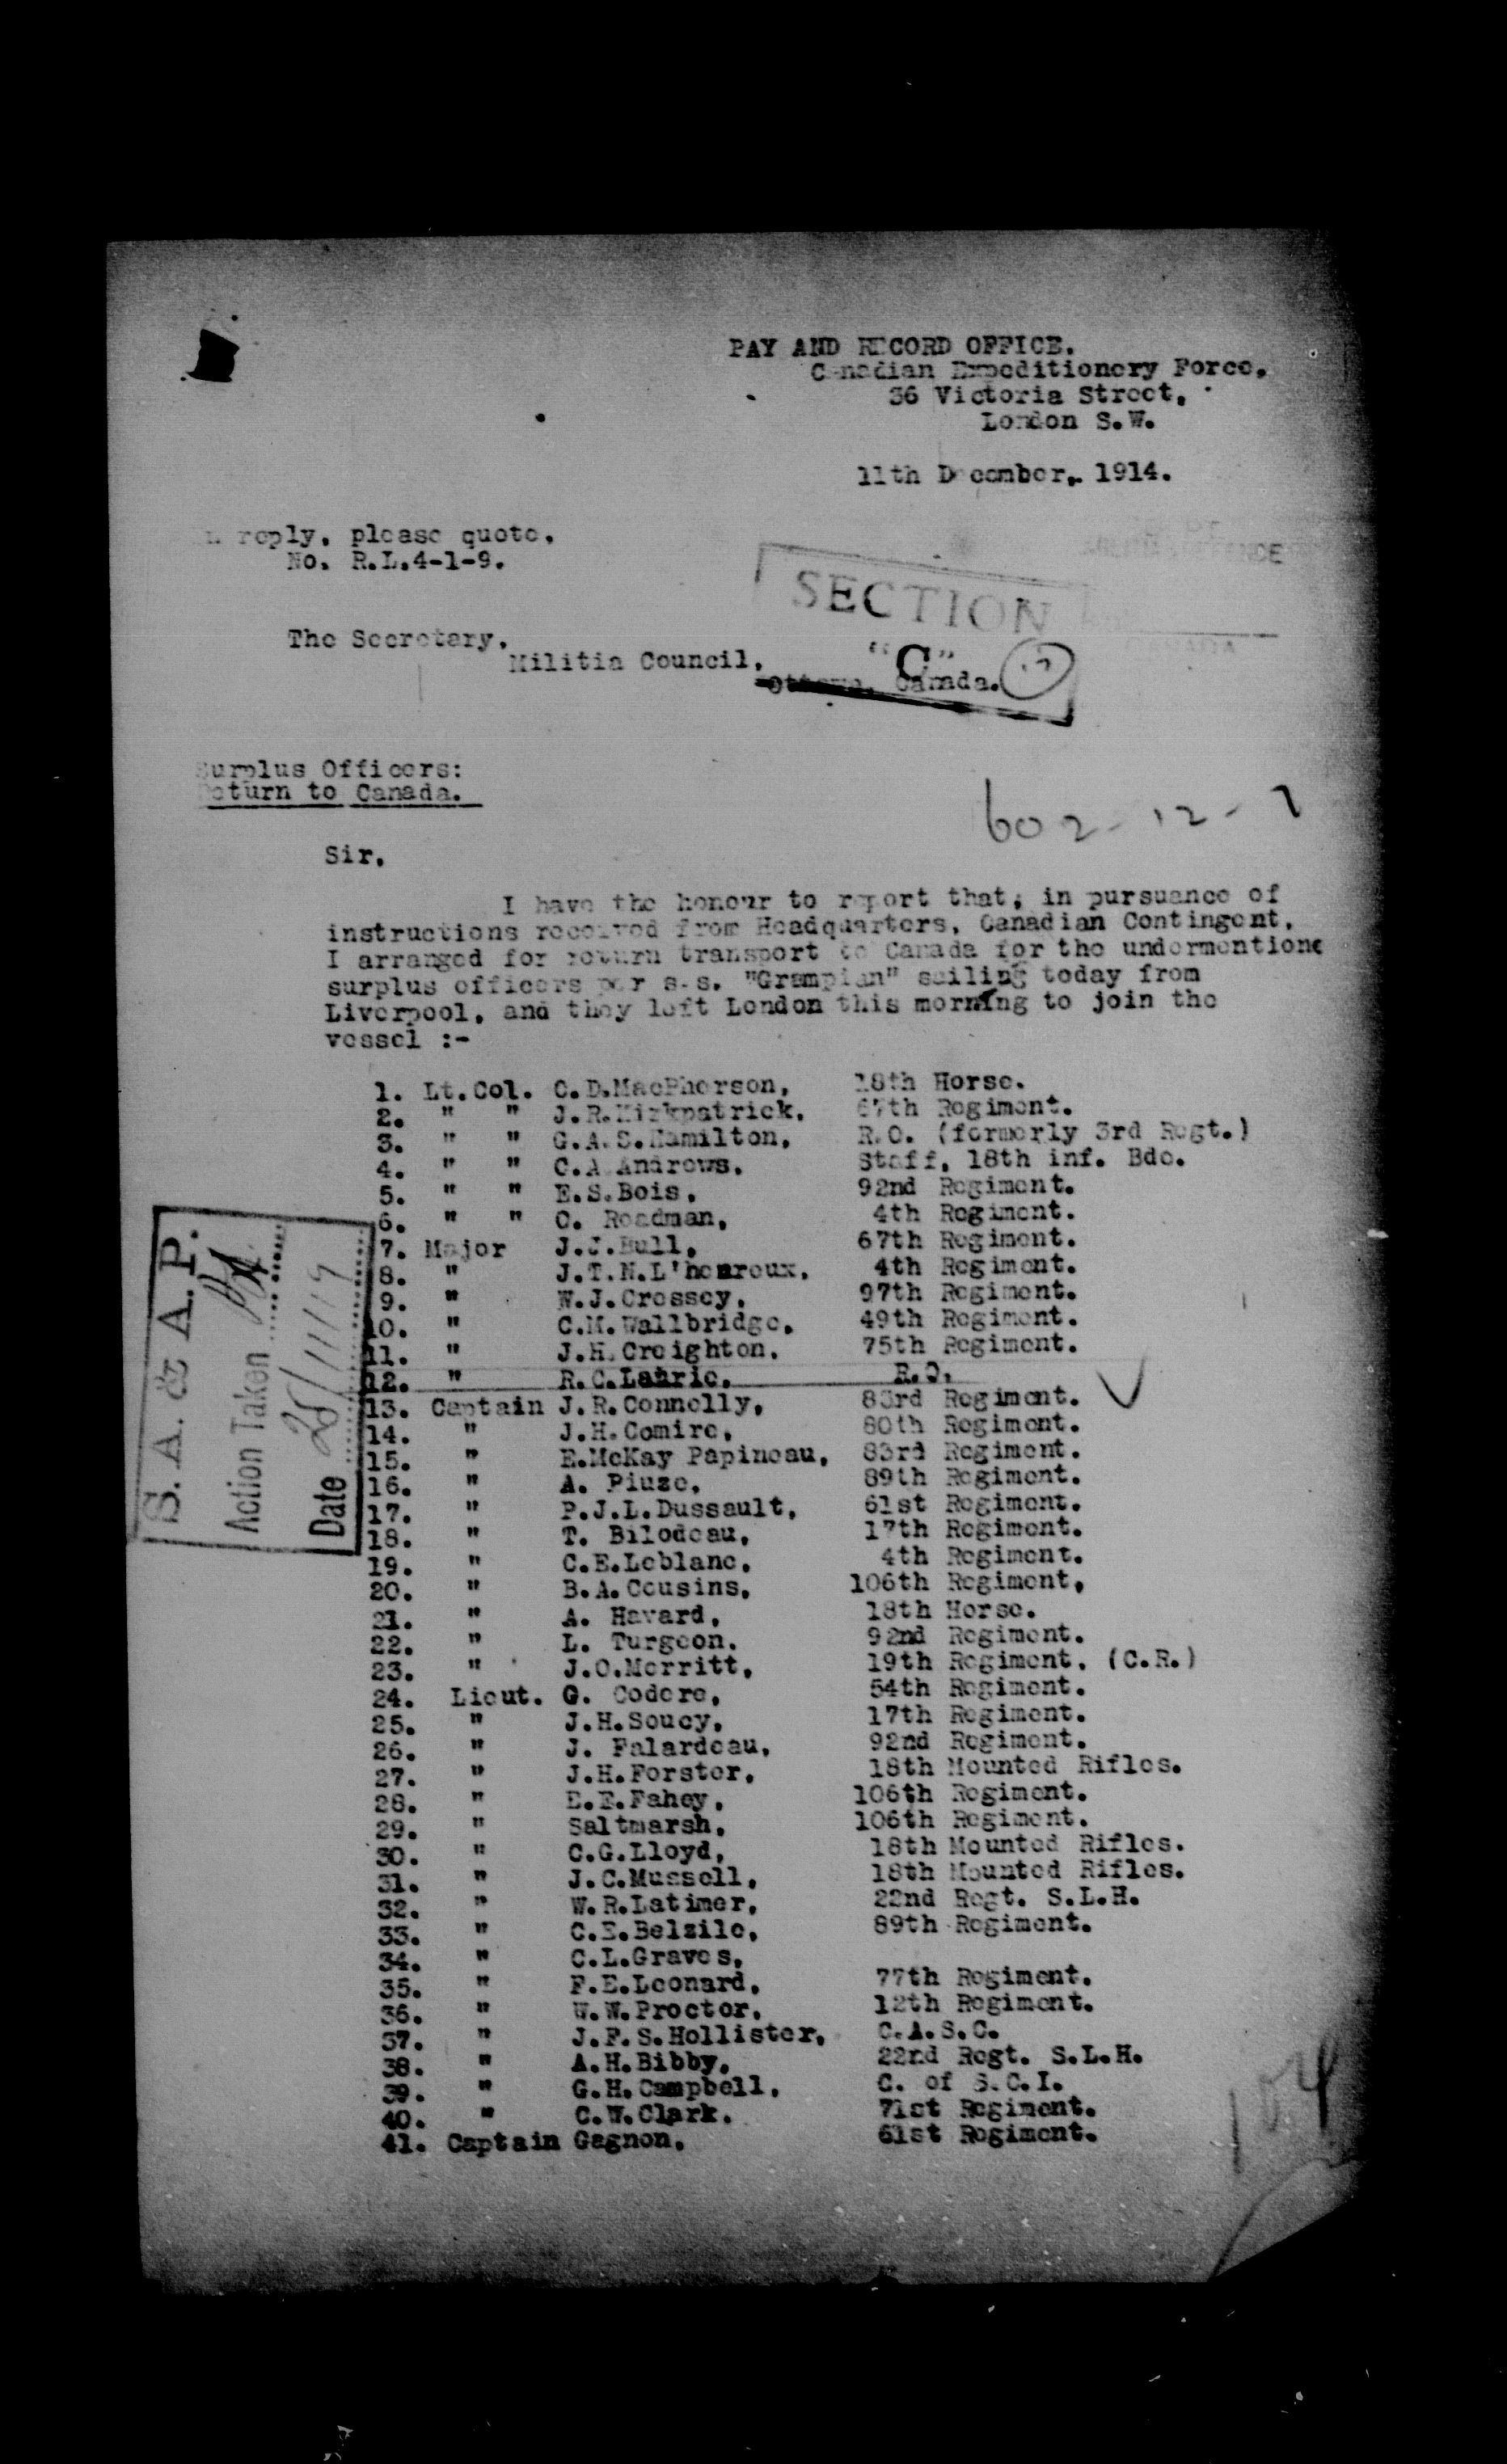 PAY AND RECORD OFFICE.
Canadian Expeditionery Force,
36 Victoria Street,
London S.W.
11th December, 1914.
reply, please quote.
No. R.L.4-1-9.
SECTION
"C"
The Secretary,
Militia Council,
Ottawa, Canada.
Surplus Officers:
Return to Canada.
602-12-1
Sir,
I have the honour to report that, in pursuance of
instructions received from Headquarters, Canadian Contingent,
I arranged for return transport to Canada for the undermentione
surplus officers per s.s. "Grampian" sailing today from
Liverpool, and they left London this morning to join the
vessel :-
1. Lt.Col. C.D.MacPherson, 18th Horse.
2. " " J.R.Kirkpatrick, 67th Regiment.
3. " " G.A.S.Hamilton, R.O. (formerly 3rd Regt.)
4. " " C.A.Andrews, Staff, 18th inf. Bde.
5. " " E.S.Bois, 92nd Regiment.
6. " " O. Readman, 4th Regiment.
7. Major J.J.Bull, 67th Regiment.
8. " J.T.N.L'heareux, 4th Regiment.
9. " W.J.Crossey, 97th Regiment.
10. " C.M.Wallbridge, 49th Regiment.
11. " J.H.Creighton, 75th Regiment.
12. " R.C.Lahrie, R.O.
13. Captain J.R.Connolly, 83rd Regiment.
14. " J.H.Comire, 80th Regiment.
15. " E.McKay Papineau, 83rd Regiment.
16. " A. Piuze, 89th Regiment.
17. " P.J.L.Dussault, 61st Regiment.
18. " T. Bilodeau, 17th Regiment.
19. " C.E.Leblanc, 4th Regiment.
20. " B.A.Cousins, 106th Regiment,
21. " A. Havard, 18th Horse.
22. " L. Turgeon, 92nd Regiment.
23. " J.O.Merritt, 19th Regiment. (C.R.)
24. Lieut. G. Codere, 54th Regiment.
25. " J.H.Soucy, 17th Regiment.
26. " J. Falardeau, 92nd Regiment.
27. " J.H.Forster, 18th Mounted Rifles.
28. " E.E.Fahey, 106th Regiment.
29. " Saltmarsh, 106th Regiment.
30. " C.G.Lloyd, 18th Mounted Rifles.
31. " J.C.Mussell, 18th Mounted Rifles.
32. " W.R.Latimer, 22nd Regt. S.L.H.
33. " C.E.Belzile, 89th Regiment.
34. " C.L.Graves,
35. " F.E.Leonard, 77th Regiment.
36. " W.W.Proctor, 12th Regiment.
37. " J.F.S.Hollister, C.A.S.C.
38. " A.H.Bibby, 22nd Regt. S.L.H.
39. " G.H.Campbell, C. of S.C.I.
40. " C.W.Clark, 71st Regiment.
41. Captain Gagnon, 61st Regiment.
S. A. & A. P.
Action Taken
Date 25/11/19
104